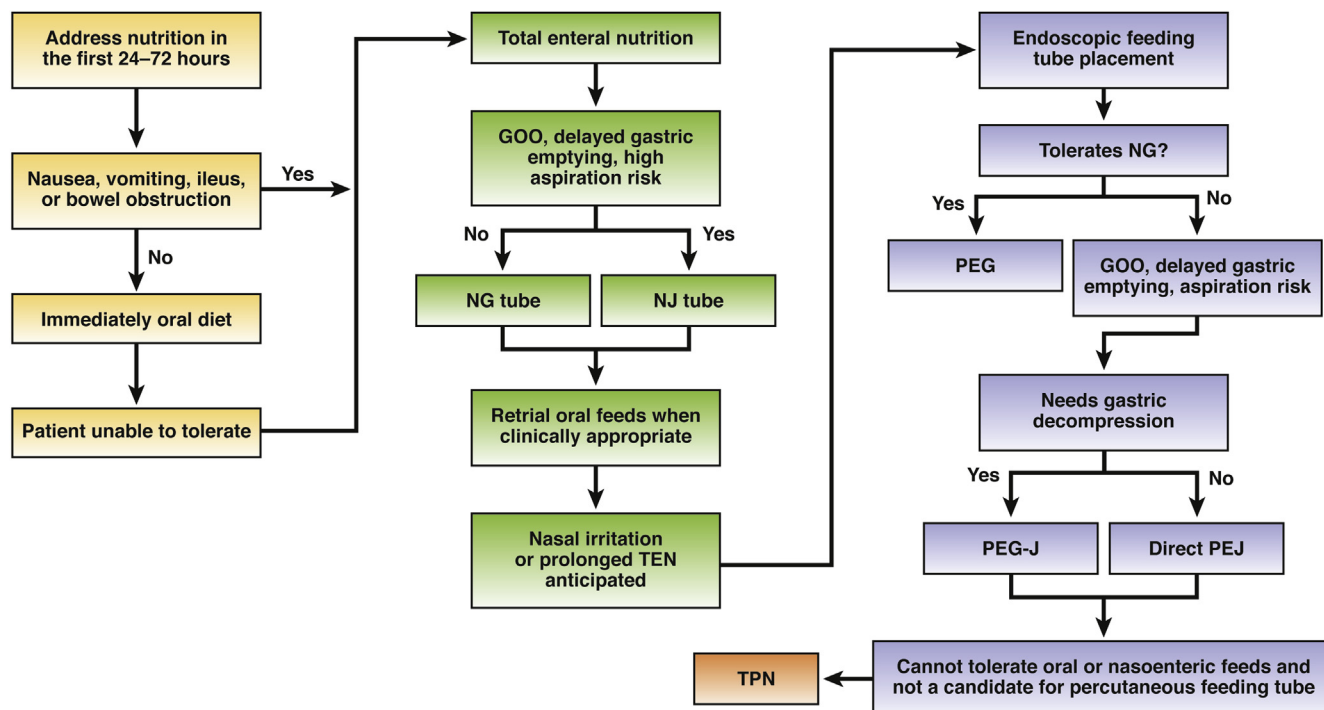 Address nutrition in
the first 24–72 hours
Nausea, vomiting, ileus,
or bowel obstruction
Yes
No
Immediately oral diet
Patient unable to tolerate
Total enteral nutrition
GOO, delayed gastric
emptying, high
aspiration risk
No
Yes
NG tube
NJ tube
Retrial oral feeds when
clinically appropriate
Nasal irritation
or prolonged TEN
anticipated
Endoscopic feeding
tube placement
Tolerates NG?
Yes
No
PEG
GOO, delayed gastric
emptying, aspiration risk
Needs gastric
decompression
Yes
No
PEG-J
Direct PEJ
Cannot tolerate oral or nasoenteric feeds and
not a candidate for percutaneous feeding tube
TPN